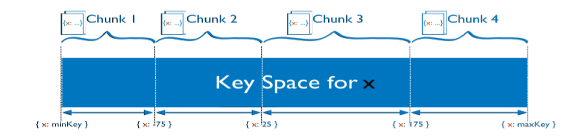 {x: ...} Chunk 1 {x: ...} Chunk 2 {x: ...} Chunk 3 {x: ...} Chunk 4
Key Space for x
{ x: minKey } { x: -75 } { x: 25 } { x: 175 } { x: maxKey }